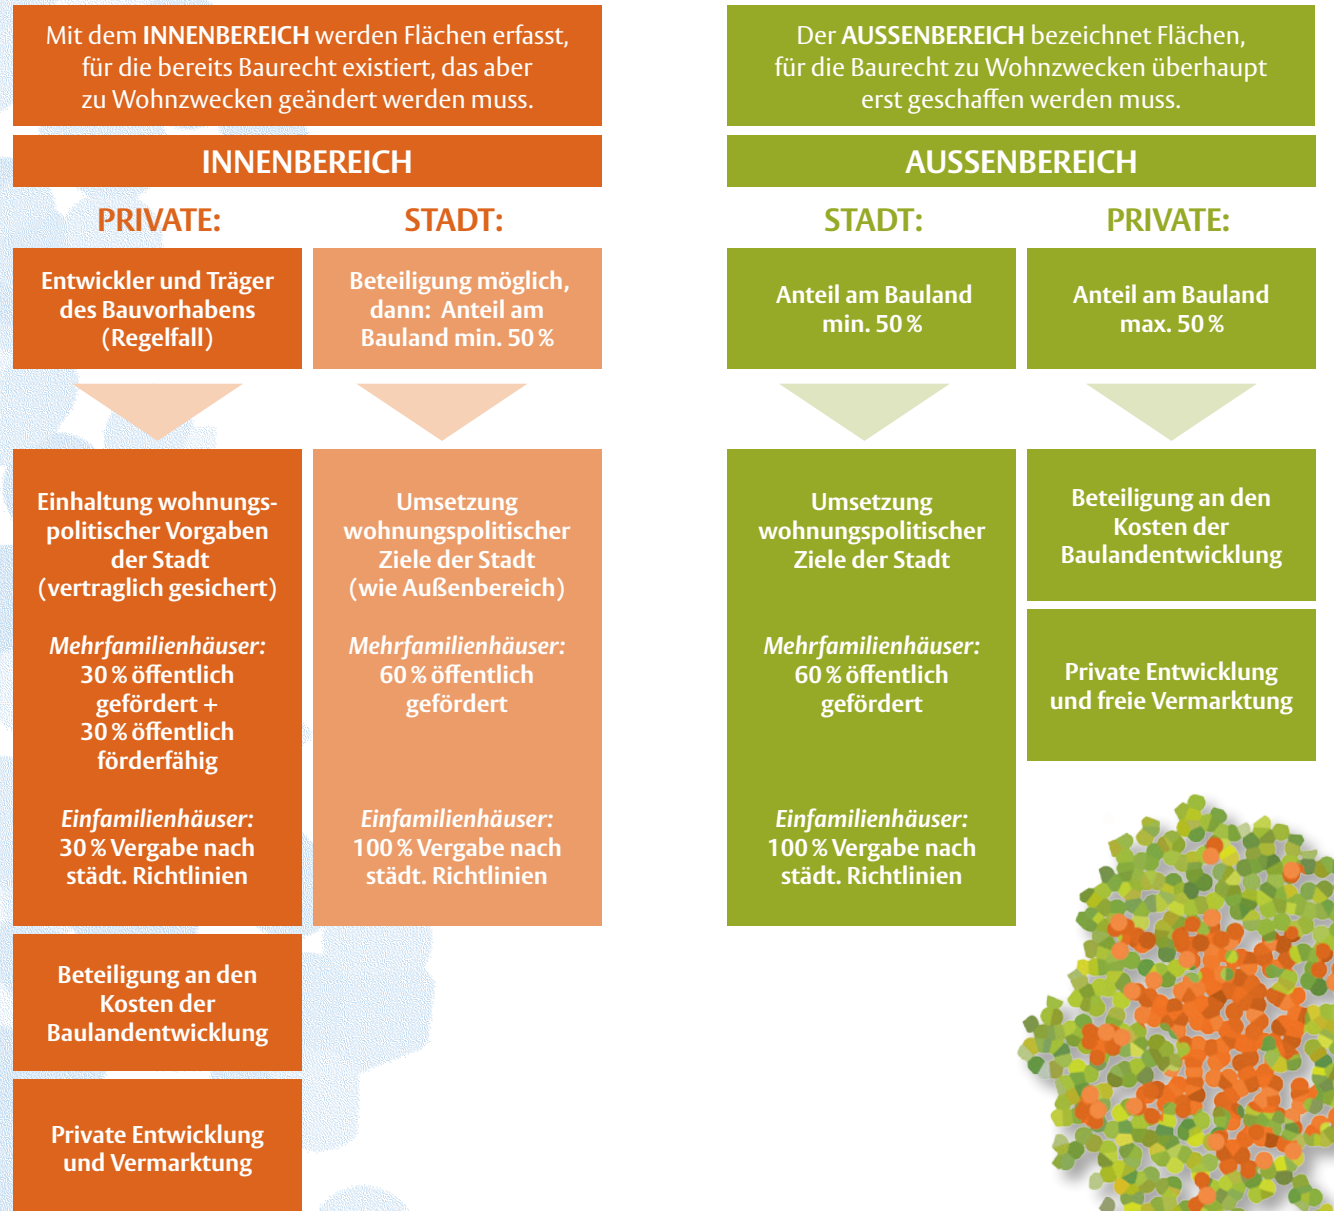 Mit dem INNENBEREICH werden Flächen erfasst,
für die bereits Baurecht existiert, das aber
zu Wohnzwecken geändert werden muss.
INNENBEREICH
PRIVATE:
Entwickler und Träger
des Bauvorhabens
(Regelfall)
Einhaltung wohnungs-
politischer Vorgaben
der Stadt
(vertraglich gesichert)
Mehrfamilienhäuser:
30 % öffentlich
gefördert +
30 % öffentlich
förderfähig
Einfamilienhäuser:
30 % Vergabe nach
städt. Richtlinien
Beteiligung an den
Kosten der
Baulandentwicklung
Private Entwicklung
und Vermarktung
STADT:
Beteiligung möglich,
dann: Anteil am
Bauland min. 50 %
Umsetzung
wohnungspolitischer
Ziele der Stadt
(wie Außenbereich)
Mehrfamilienhäuser:
60 % öffentlich
gefördert
Einfamilienhäuser:
100 % Vergabe nach
städt. Richtlinien
Der AUSSENBEREICH bezeichnet Flächen,
für die Baurecht zu Wohnzwecken überhaupt
erst geschaffen werden muss.
AUSSENBEREICH
STADT:
Anteil am Bauland
min. 50 %
Umsetzung
wohnungspolitischer
Ziele der Stadt
Mehrfamilienhäuser:
60 % öffentlich
gefördert
Einfamilienhäuser:
100 % Vergabe nach
städt. Richtlinien
PRIVATE:
Anteil am Bauland
max. 50 %
Beteiligung an den
Kosten der
Baulandentwicklung
Private Entwicklung
und freie Vermarktung